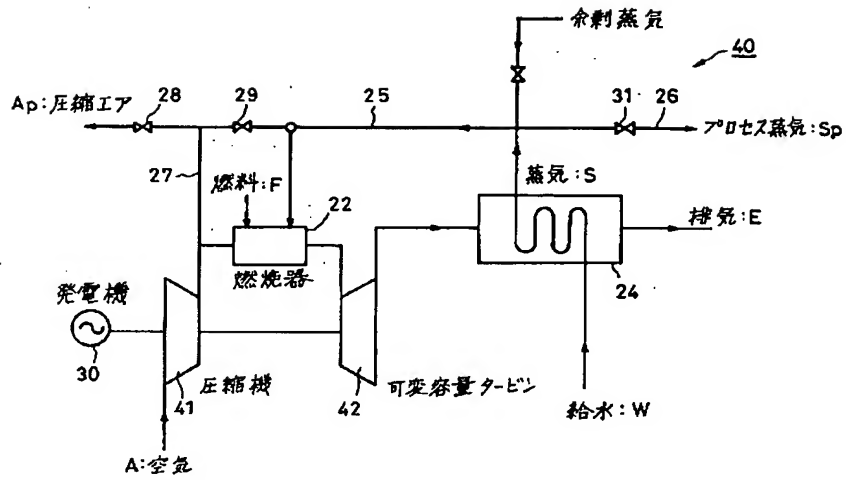 余剰蒸気
40
Ap:圧縮エア
28
29
25
31
26
プロセス蒸気:Sp
27
燃料:F
22
蒸気:S
排気:E
燃焼器
24
発電機
30
41
圧縮機
42
可変容量タービン
給水:W
A:空気